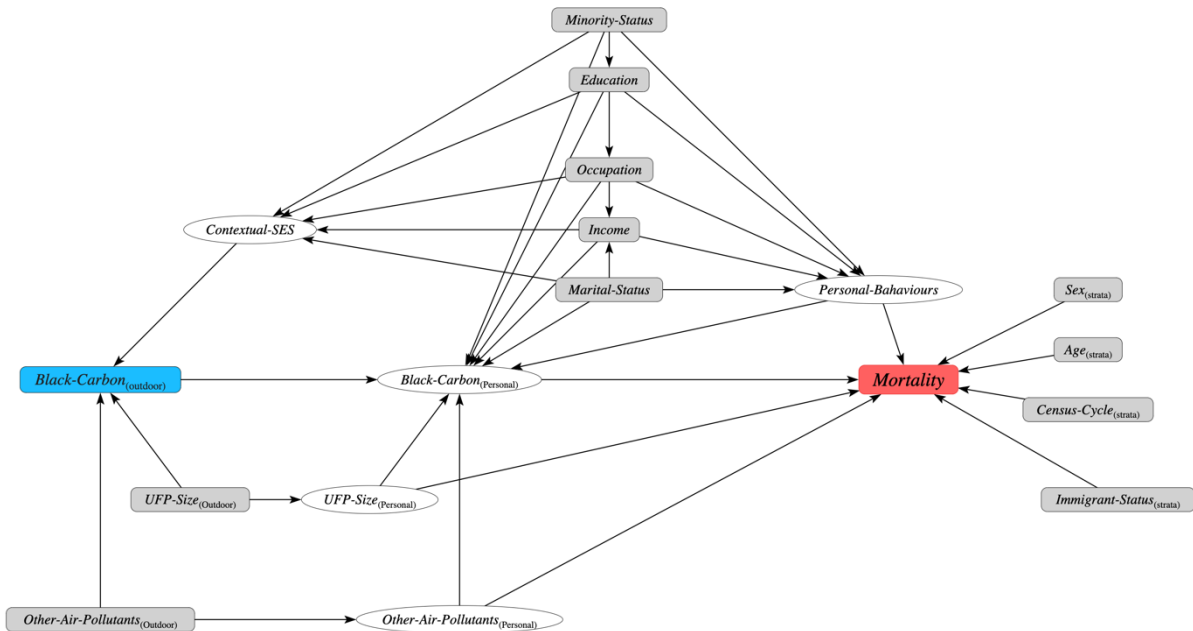 Minority-Status
Education
Occupation
Contextual-SES
Income
Marital-Status
Personal-Bahaviours
Sex(strata)
Age(strata)
Black-Carbon(outdoor)
Black-Carbon(Personal)
Mortality
Census-Cycle(strata)
UFP-Size(Outdoor)
UFP-Size(Personal)
Immigrant-Status(strata)
Other-Air-Pollutants(Outdoor)
Other-Air-Pollutants(Personal)